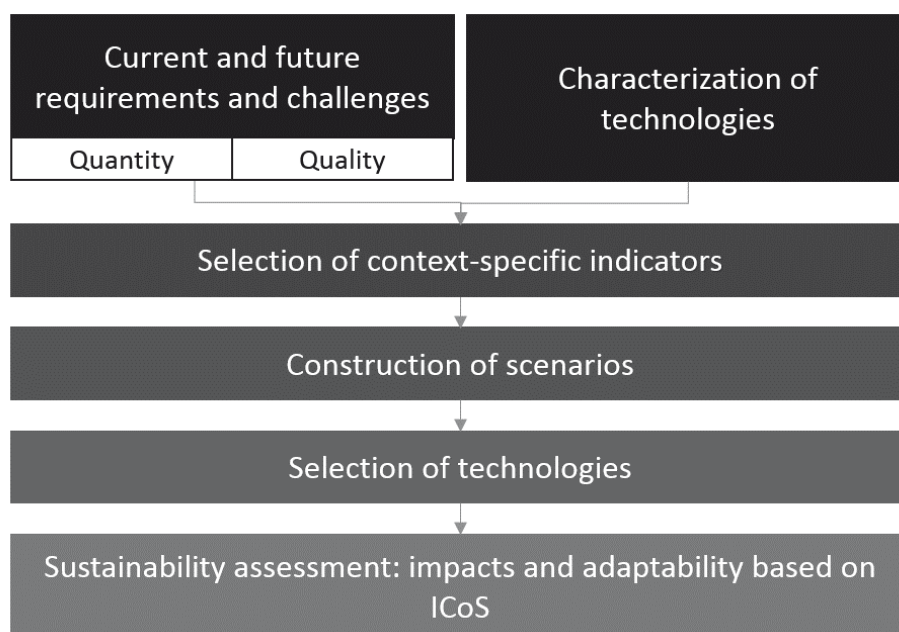 Current and future
requirements and challenges
Quantity
Quality
Characterization of
technologies
Selection of context-specific indicators
Construction of scenarios
Selection of technologies
Sustainability assessment: impacts and adaptability based on
ICoS